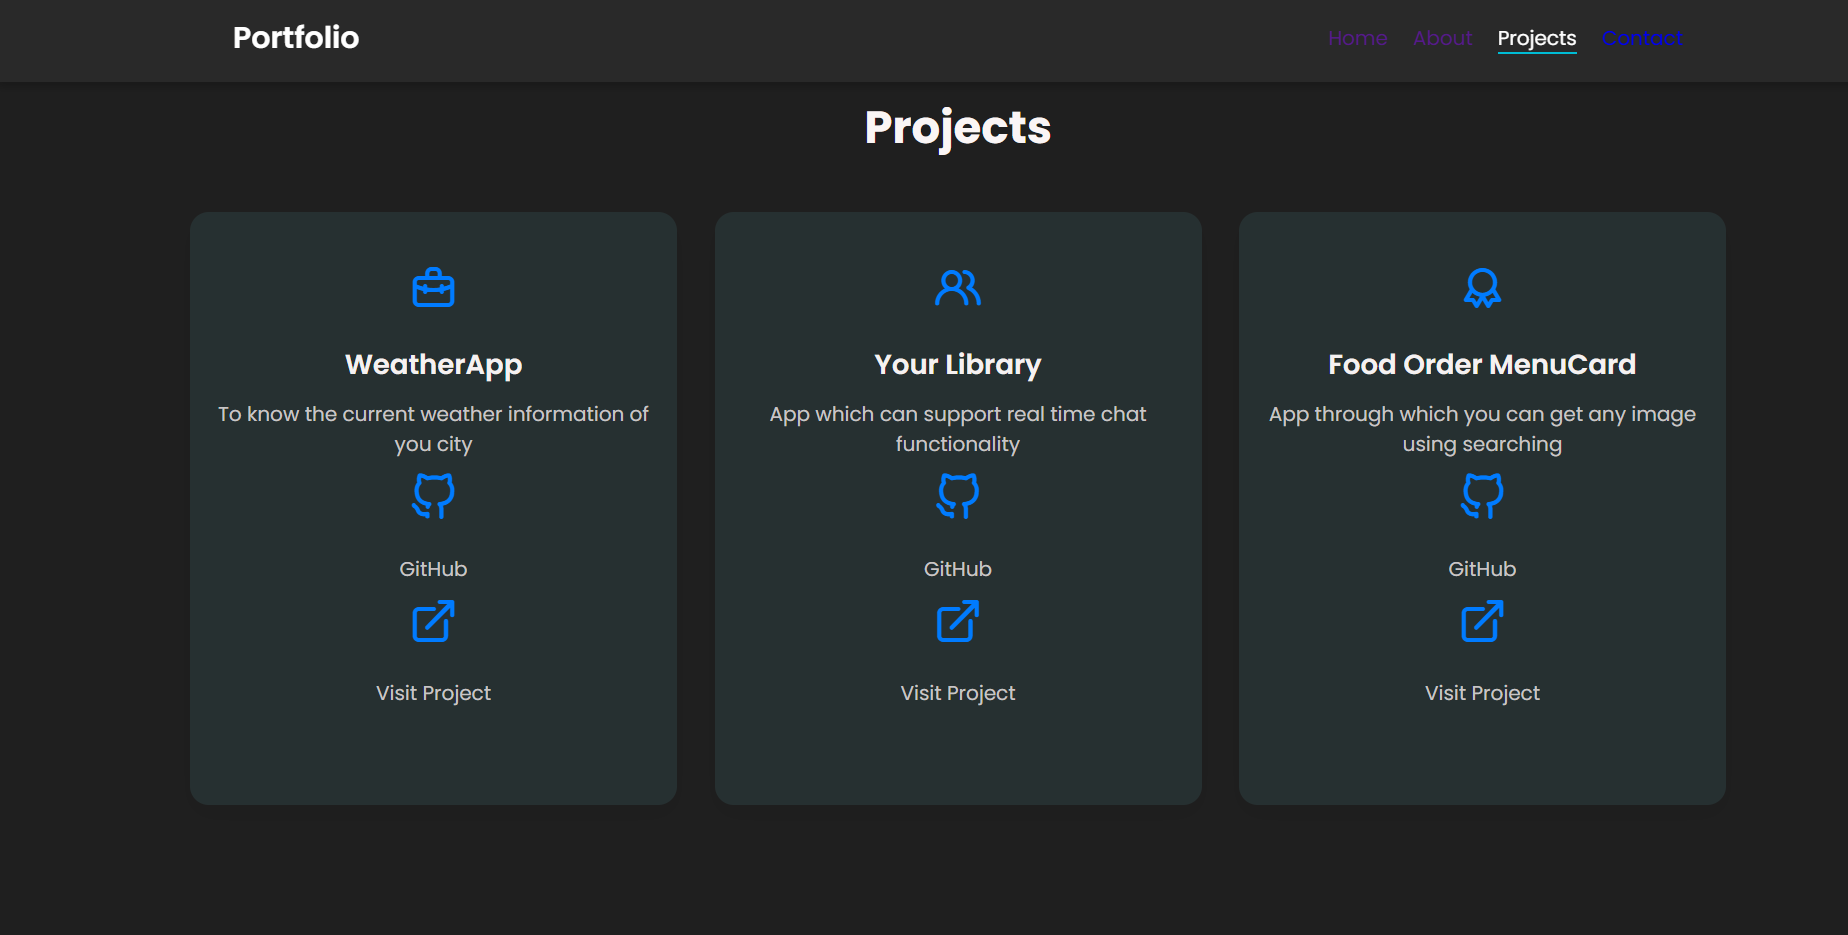 Portfolio
Home About Projects Contact
Projects
WeatherApp
To know the current weather information of
you city
GitHub
Visit Project
Your Library
App which can support real time chat
functionality
GitHub
Visit Project
Food Order MenuCard
App through which you can get any image
using searching
GitHub
Visit Project